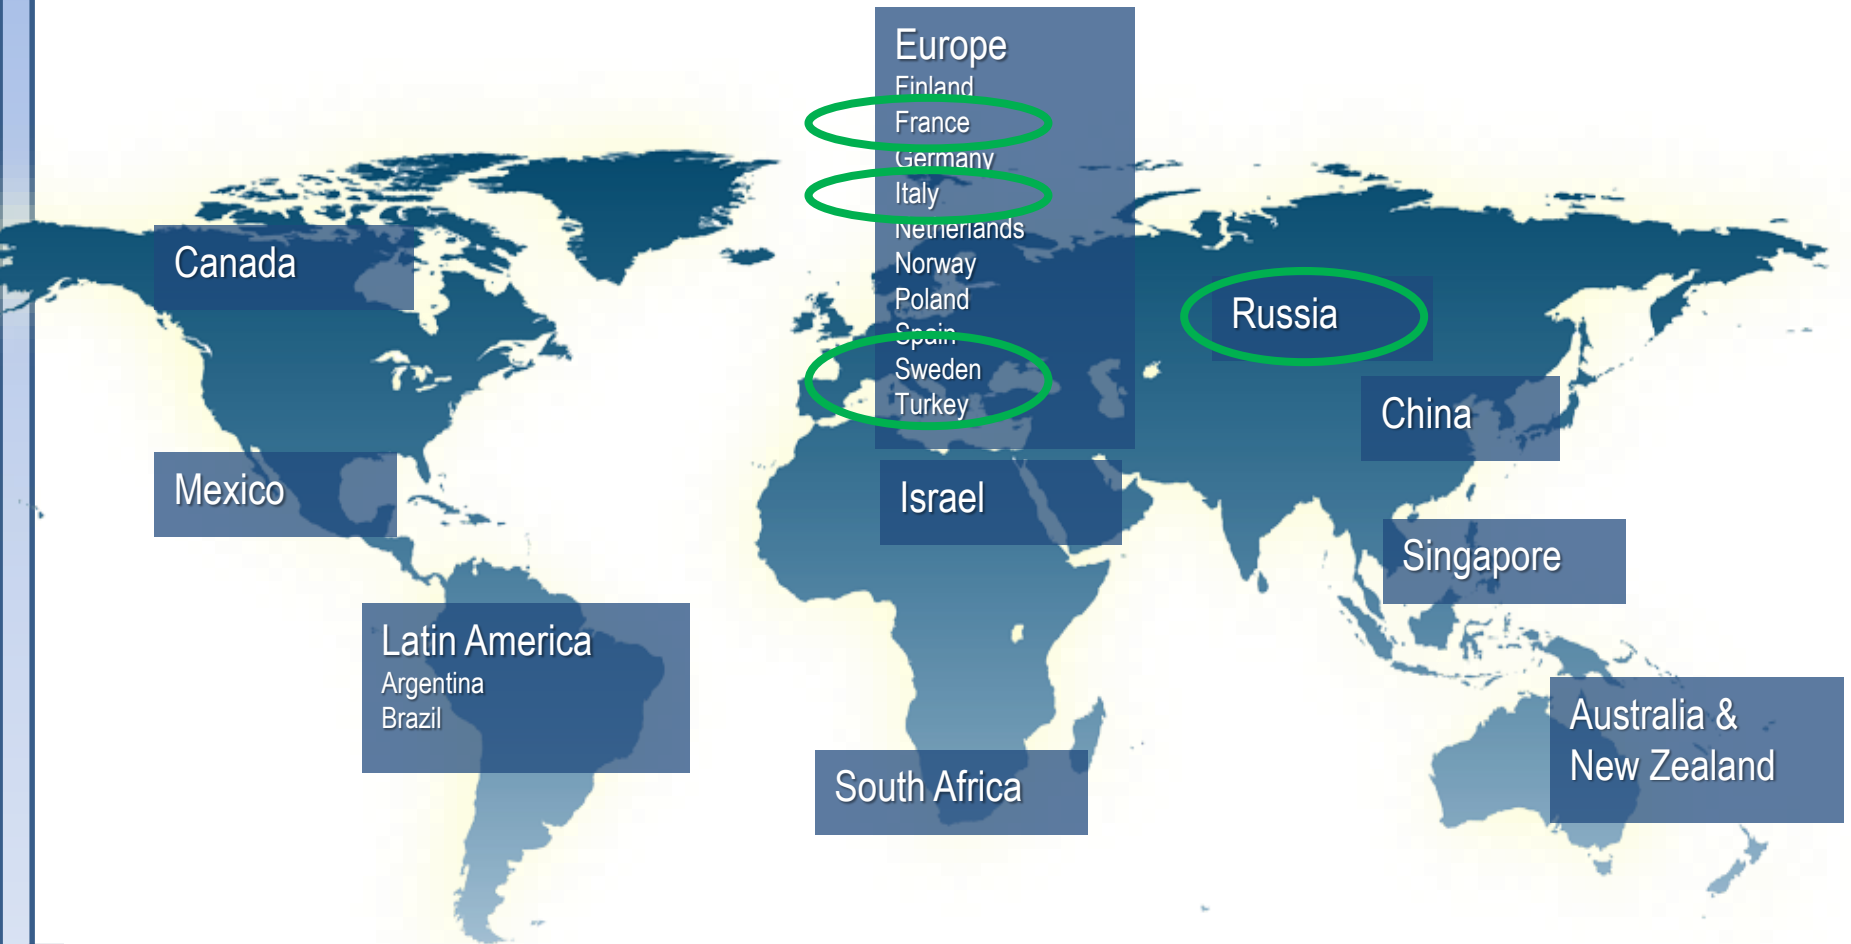 Europe
Finland
France
Germany
Italy
Netherlands
Norway
Poland
Spain
Sweden
Turkey
Canada
Russia
China
Mexico
Israel
Singapore
Latin America
Argentina
Brazil
Australia &
New Zealand
South Africa